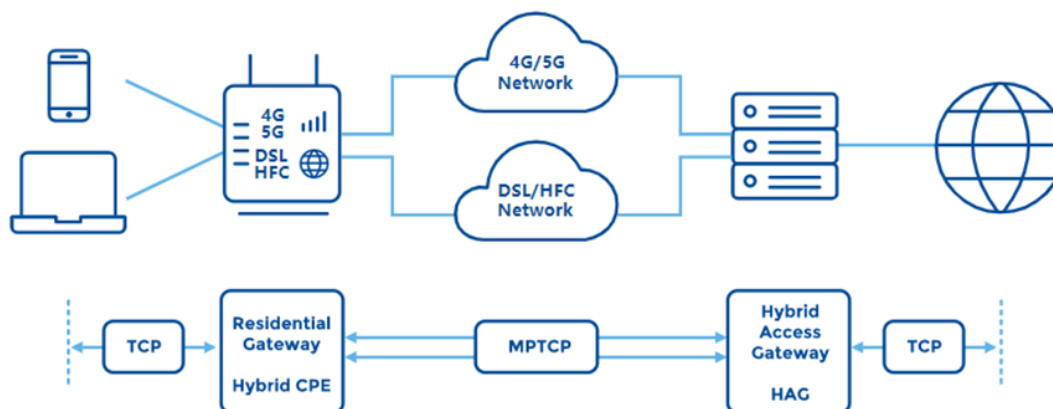 4G
5G
DSL
HFC
4G/5G
Network
DSL/HFC
Network
TCP
Residential
Gateway
Hybrid CPE
MPTCP
Hybrid
Access
Gateway
HAG
TCP